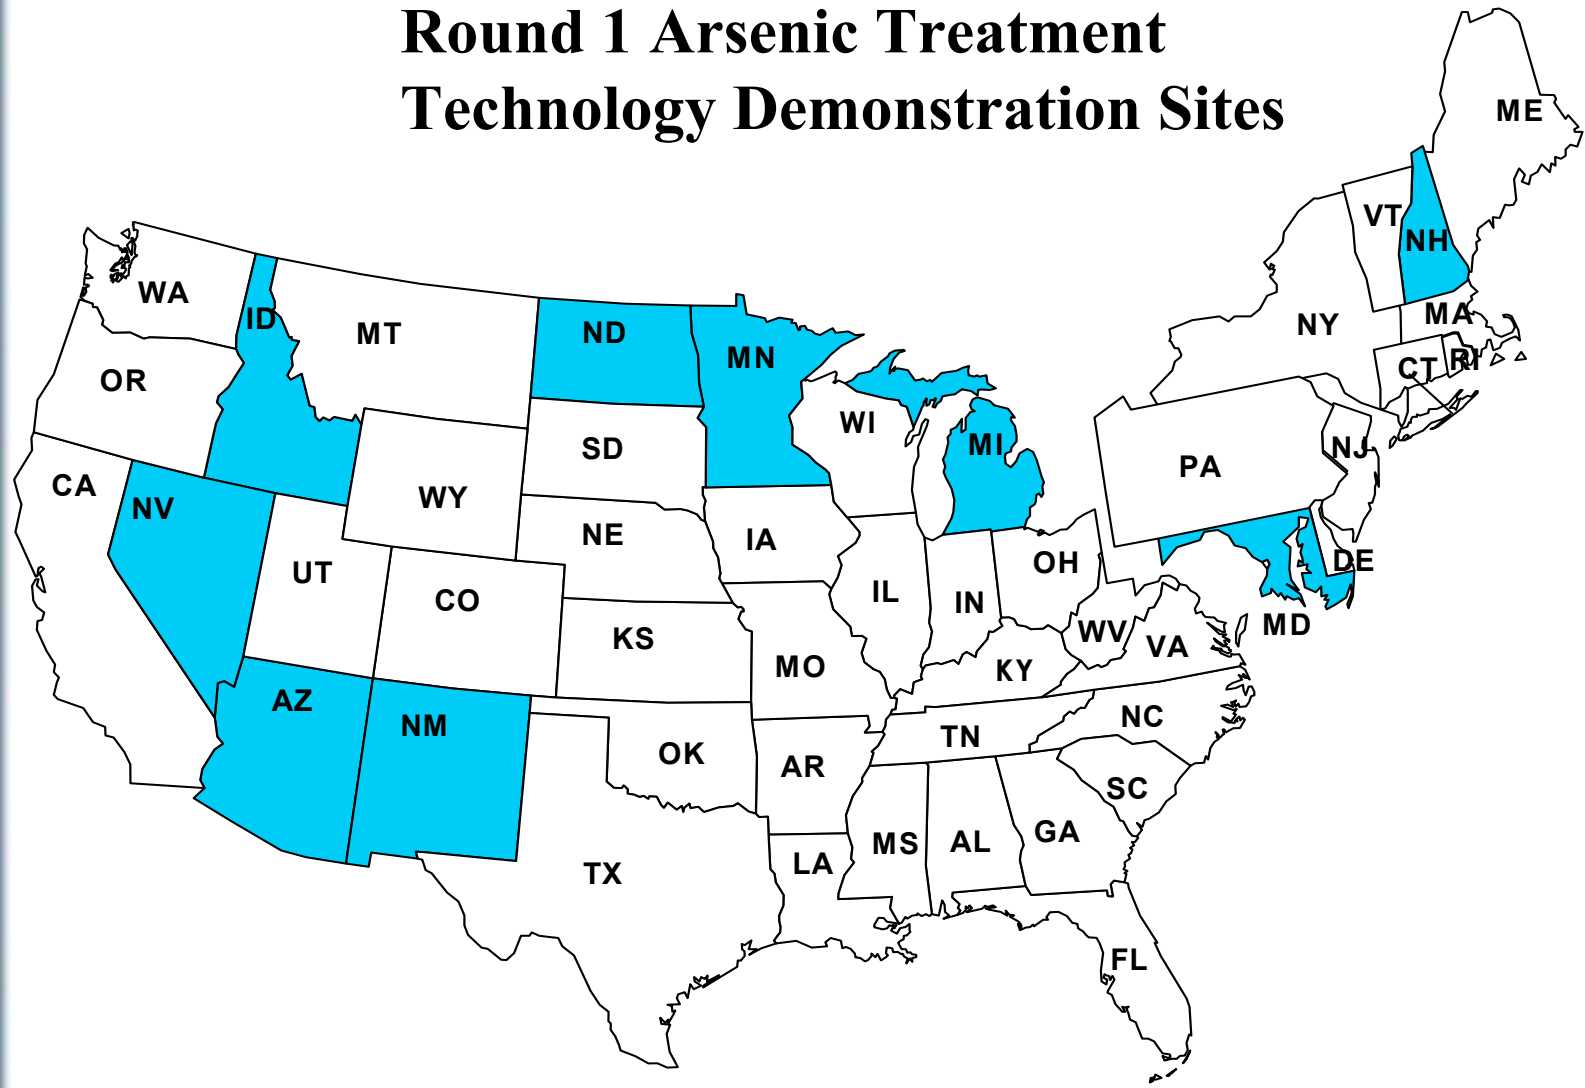 Round 1 Arsenic Treatment
Technology Demonstration Sites
ME
VT
NH
WA
ID
MT
ND
MN
NY
MA
OR
WI
CT
RI
SD
MI
PA
NJ
CA
NV
WY
NE
IA
OH
DE
UT
CO
IL
IN
MD
KS
WV
VA
MO
KY
AZ
NM
NC
TN
OK
AR
SC
GA
MS
AL
LA
TX
FL